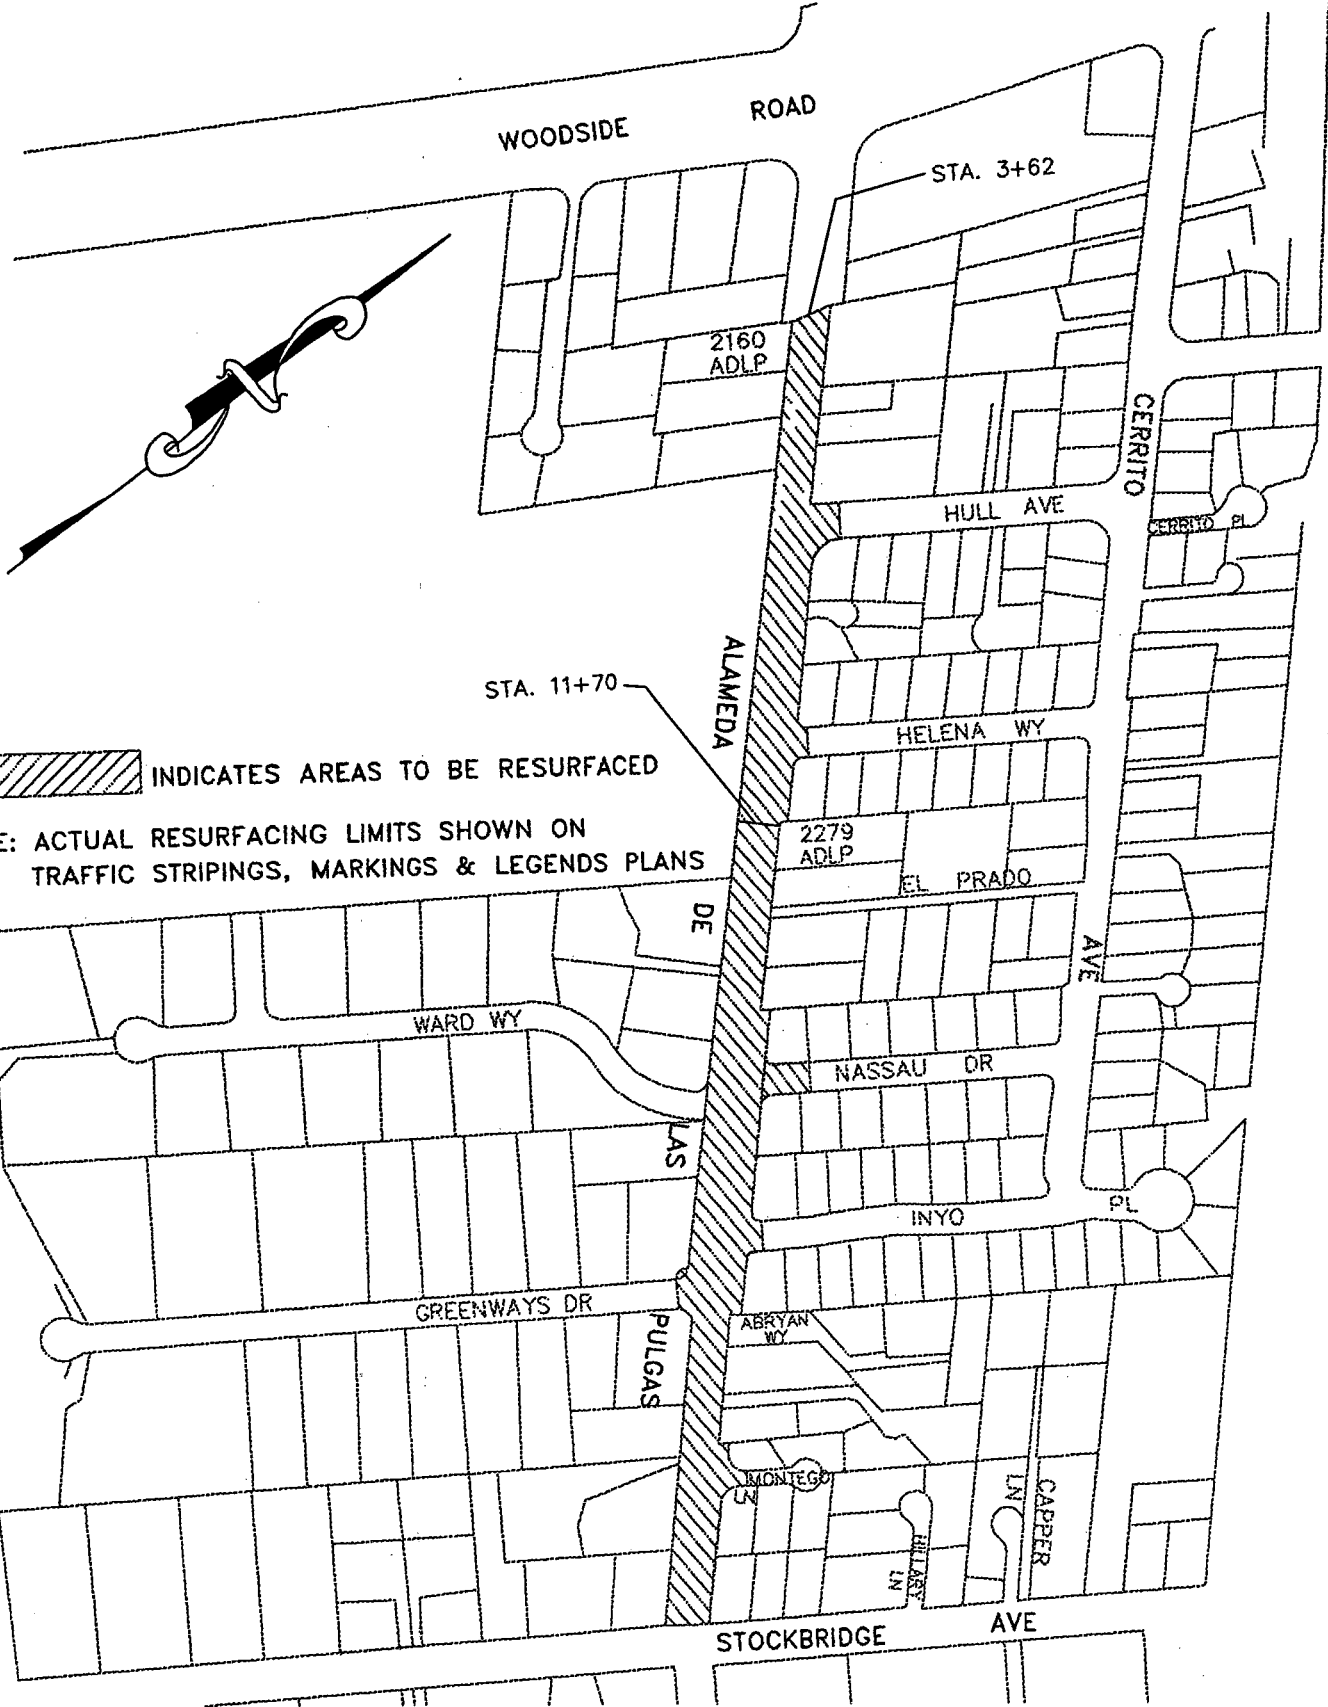 WOODSIDE ROAD
STA. 3+62
2160
ADLP
CERRITO
HULL AVE
CERRITO PL
ALAMEDA
STA. 11+70
HELENA WY
INDICATES AREAS TO BE RESURFACED
E: ACTUAL RESURFACING LIMITS SHOWN ON
TRAFFIC STRIPINGS, MARKINGS & LEGENDS PLANS
2279
ADLP
EL PRADO
DE
AVE
WARD WY
NASSAU DR
LAS
INYO PL
GREENWAYS DR
ABRYAN
WY
PULGAS
MONTEGO
LN
CAPPER
LN
HILLARY
LN
STOCKBRIDGE AVE